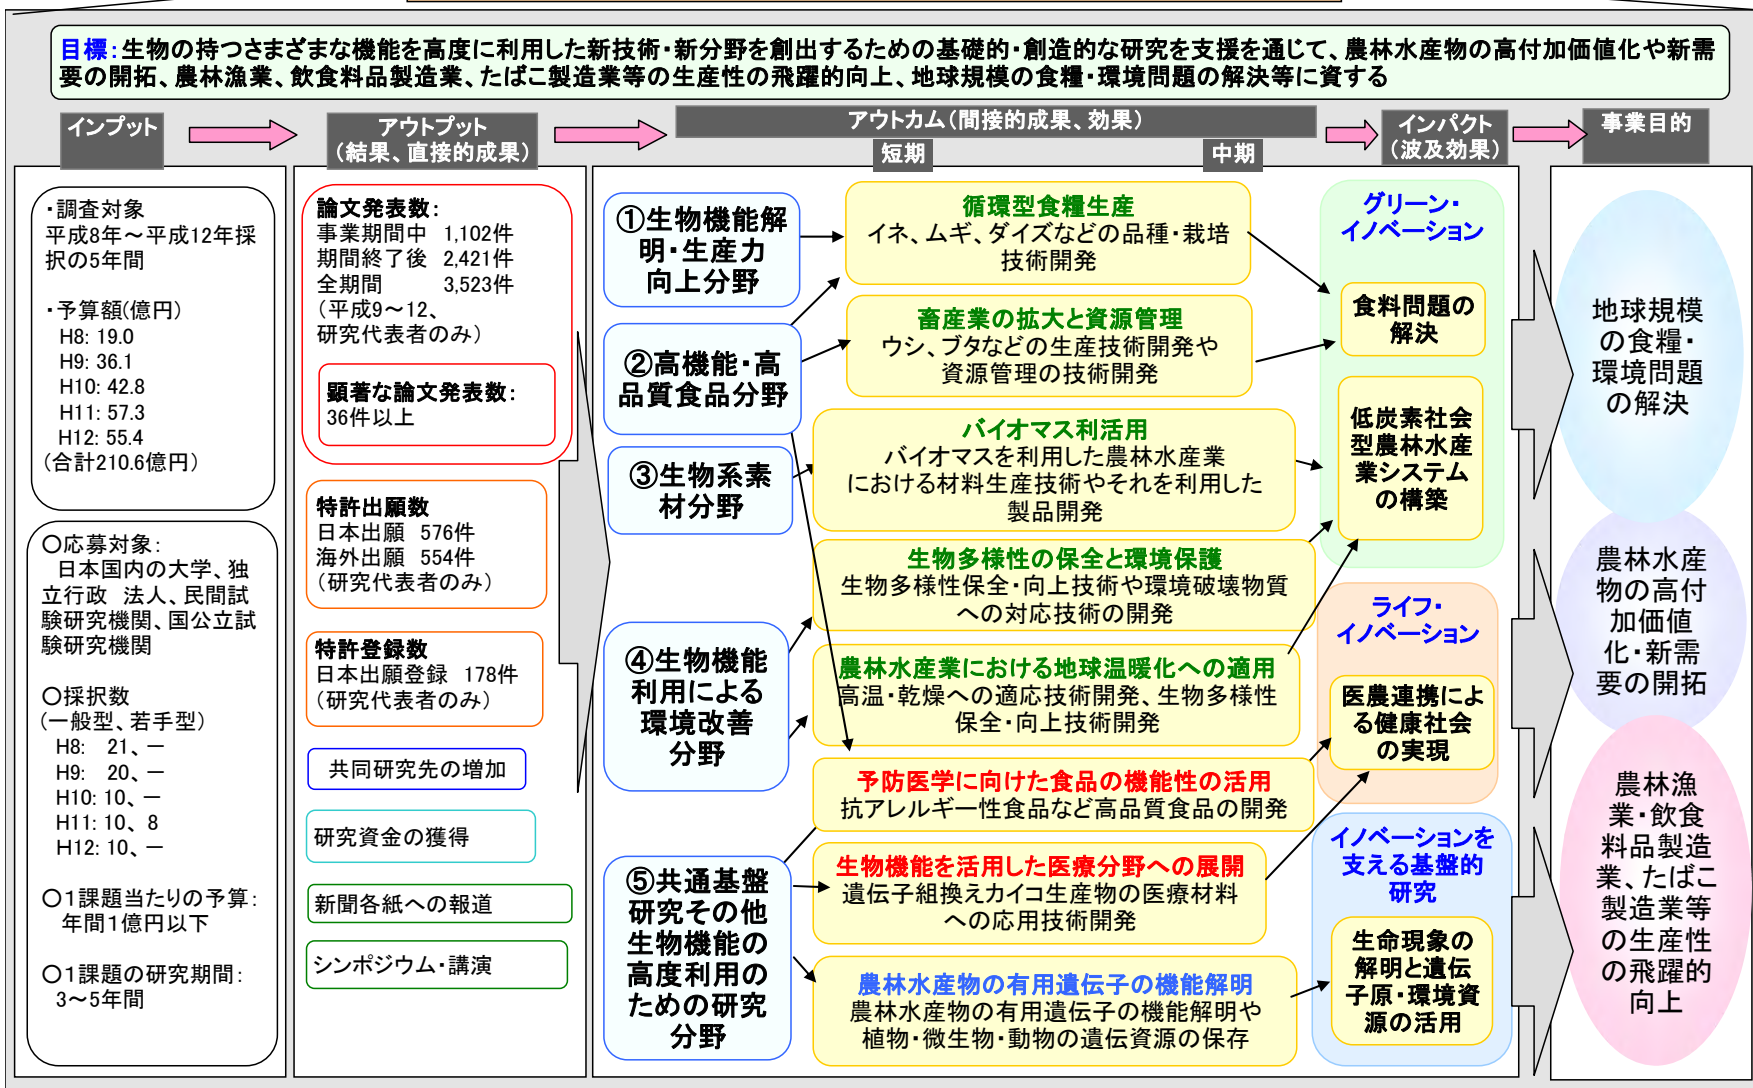 目標：生物の持つさまざまな機能を高度に利用した新技術・新分野を創出するための基礎的・創造的な研究を支援を通じて、農林水産物の高付加価値化や新需
要の開拓、農林漁業、飲食料品製造業、たばこ製造業等の生産性の飛躍的向上、地球規模の食糧・環境問題の解決等に資する
インプット
アウトプット
（結果、直接的成果）
アウトカム（間接的成果、効果）
短期
中期
インパクト
（波及効果）
事業目的
・調査対象
平成8年～平成12年採
択の5年間
・予算額(億円)
H8: 19.0
H9: 36.1
H10: 42.8
H11: 57.3
H12: 55.4
(合計210.6億円)
○応募対象：
日本国内の大学、独
立行政 法人、民間試
験研究機関、国公立試
験研究機関
○採択数
（一般型、若手型）
H8: 21、－
H9: 20、－
H10: 10、－
H11: 10、8
H12: 10、－
○1課題当たりの予算：
年間1億円以下
○1課題の研究期間：
3～5年間
論文発表数：
事業期間中 1,102件
期間終了後 2,421件
全期間 3,523件
（平成9～12、
研究代表者のみ）
顕著な論文発表数：
36件以上
特許出願数
日本出願 576件
海外出願 554件
（研究代表者のみ）
特許登録数
日本出願登録 178件
（研究代表者のみ）
共同研究先の増加
研究資金の獲得
新聞各紙への報道
シンポジウム・講演
①生物機能解
明・生産力
向上分野
②高機能・高
品質食品分野
③生物系素
材分野
④生物機能
利用による
環境改善
分野
⑤共通基盤
研究その他
生物機能の
高度利用の
ための研究
分野
循環型食糧生産
イネ、ムギ、ダイズなどの品種・栽培
技術開発
畜産業の拡大と資源管理
ウシ、ブタなどの生産技術開発や
資源管理の技術開発
バイオマス利活用
バイオマスを利用した農林水産業
における材料生産技術やそれを利用した
製品開発
生物多様性の保全と環境保護
生物多様性保全・向上技術や環境破壊物質
への対応技術の開発
農林水産業における地球温暖化への適用
高温・乾燥への適応技術開発、生物多様性
保全・向上技術開発
予防医学に向けた食品の機能性の活用
抗アレルギー性食品など高品質食品の開発
生物機能を活用した医療分野への展開
遺伝子組換えカイコ生産物の医療材料
への応用技術開発
農林水産物の有用遺伝子の機能解明
農林水産物の有用遺伝子の機能解明や
植物・微生物・動物の遺伝資源の保存
グリーン・
イノベーション
食料問題の
解決
低炭素社会
型農林水産
業システム
の構築
ライフ・
イノベーション
医農連携によ
る健康社会
の実現
イノベーションを
支える基盤的
研究
生命現象の
解明と遺伝
子原・環境資
源の活用
地球規模
の食糧・
環境問題
の解決
農林水産
物の高付
加価値
化・新需
要の開拓
農林漁
業・飲食
料品製造
業、たばこ
製造業等
の生産性
の飛躍的
向上